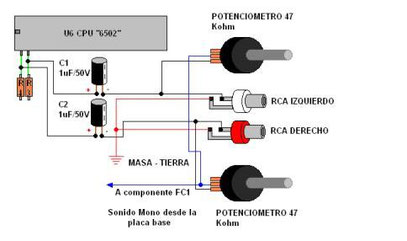 POTENCIOMETRO 47
Kohm
U6 CPU "6502"
C1
1uF/50V
C2
1uF/50V
RCA IZQUIERDO
RCA DERECHO
MASA - TIERRA
A componente FC1
Sonido Mono desde la
placa base
POTENCIOMETRO 47
Kohm